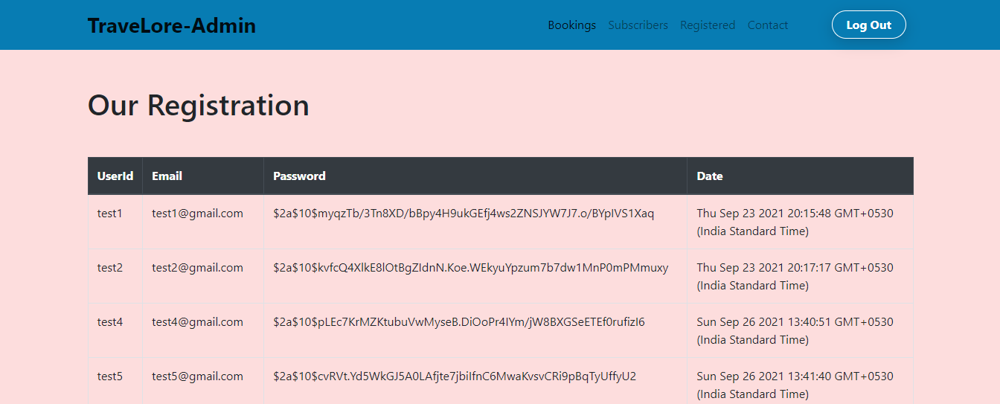 TraveLore-Admin Bookings Subscribers Registered Contact Log Out
Our Registration
UserId Email Password Date
test1 test1@gmail.com $2a$10$myqzTb/3Tn8XD/bBpy4H9ukGEfj4ws2ZNSJYW7J7.o/BYpIVS1Xaq Thu Sep 23 2021 20:15:48 GMT+0530
(India Standard Time)
test2 test2@gmail.com $2a$10$kvfcQ4XlkE8lOtBgZIdnN.Koe.WEkyuYpzum7b7dw1MnP0mPMmuxy Thu Sep 23 2021 20:17:17 GMT+0530
(India Standard Time)
test4 test4@gmail.com $2a$10$pLEc7KrMZKtubuVwMyseB.DiOoPr4IYm/jW8BXGSeETEf0rufizI6 Sun Sep 26 2021 13:40:51 GMT+0530
(India Standard Time)
test5 test5@gmail.com $2a$10$cvRVt.Yd5WkGJ5A0LAfjte7jbiIfnC6MwaKvsvCRi9pBqTyUffyU2 Sun Sep 26 2021 13:41:40 GMT+0530
(India Standard Time)